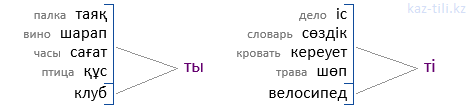 kaz-tili.kz
палка таяқ
вино шарап
часы сағат
птица құс
клуб
ты
дело іс
словарь сөздік
кровать кереует
трава шөп
велосипед
ті